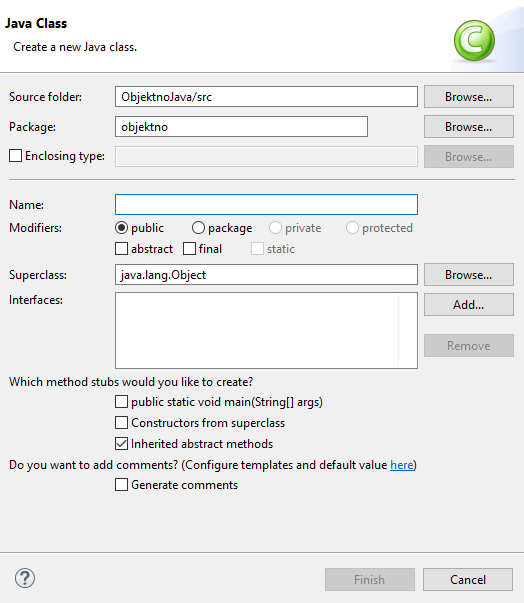 Java Class
Create a new Java class.
Source folder: ObjektnoJava/src Browse...
Package: objektno Browse...
Enclosing type: Browse...
Name:
Modifiers: public package private protected
abstract final static
Superclass: java.lang.Object Browse...
Interfaces: Add...
Remove
Which method stubs would you like to create?
public static void main(String[] args)
Constructors from superclass
Inherited abstract methods
Do you want to add comments? (Configure templates and default value here)
Generate comments
? Finish Cancel